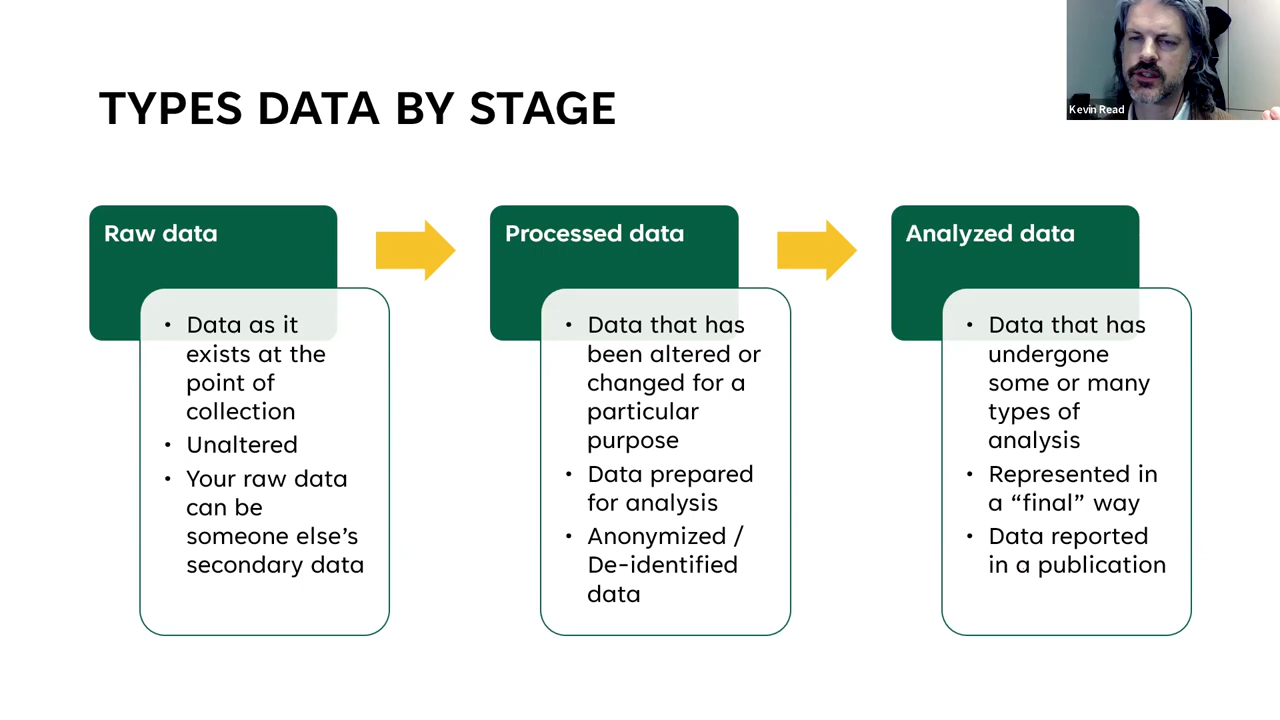 Kevin Read
TYPES DATA BY STAGE
Raw data
• Data as it
exists at the
point of
collection
• Unaltered
• Your raw data
can be
someone else’s
secondary data
Processed data
• Data that has
been altered or
changed for a
particular
purpose
• Data prepared
for analysis
• Anonymized /
De-identified
data
Analyzed data
• Data that has
undergone
some or many
types of
analysis
• Represented in
a “final” way
• Data reported
in a publication